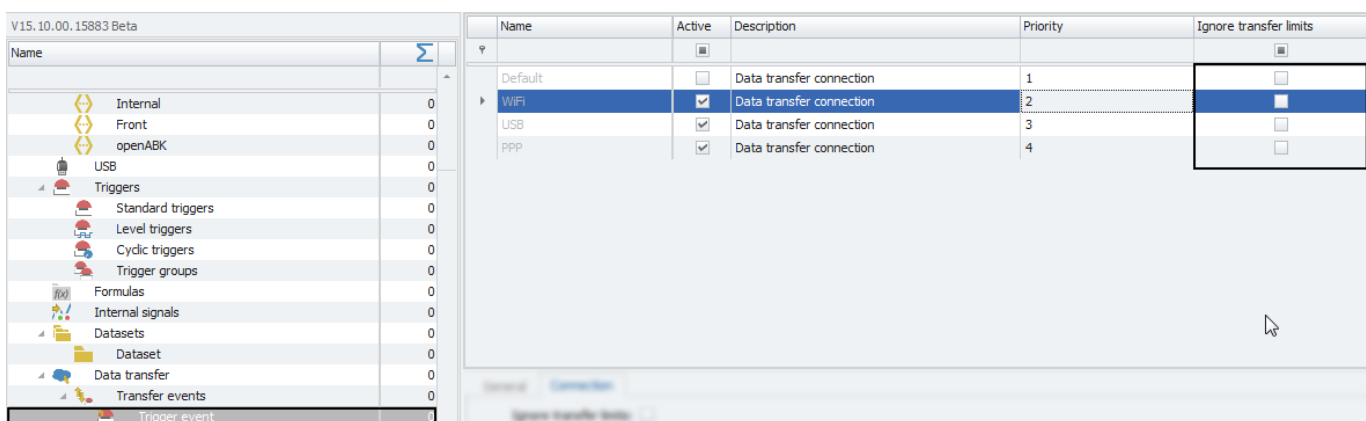 V15.10.00.15883 Beta
Name
Internal 0
Front 0
openABK 0
USB 0
Triggers 0
Standard triggers 0
Level triggers 0
Cyclic triggers 0
Trigger groups 0
f(x) Formulas 0
Internal signals 0
Datasets 0
Dataset 0
Data transfer 0
Transfer events 0
Trigger event 0
Name Active Description Priority Ignore transfer limits
Default Data transfer connection 1
WiFi Data transfer connection 2
USB Data transfer connection 3
PPP Data transfer connection 4
General Connection
Ignore transfer limits